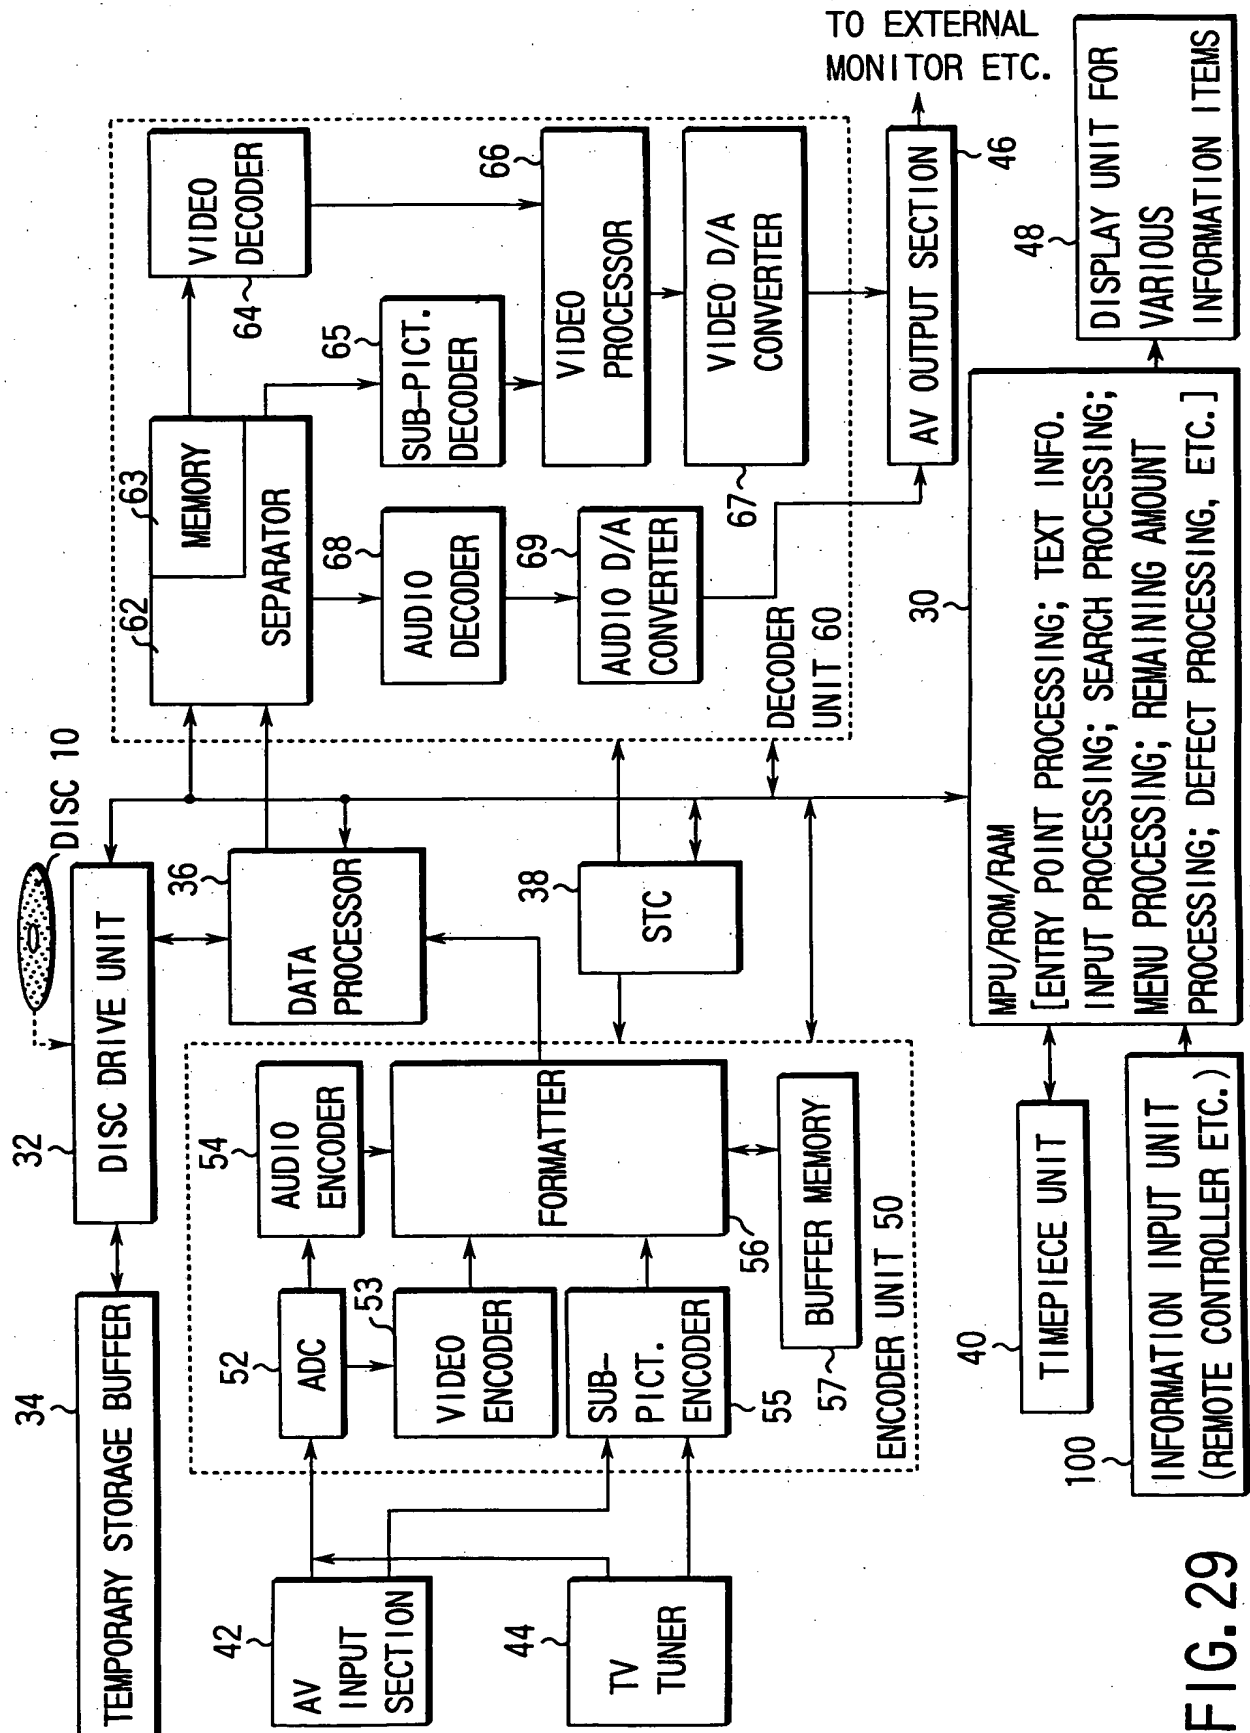 34
TEMPORARY STORAGE BUFFER
32
DISC DRIVE UNIT
DISC 10
36
DATA
PROCESSOR
38
STC
42
AV
INPUT
SECTION
44
TV
TUNER
52
ADC
53
VIDEO
ENCODER
54
AUDIO
ENCODER
SUB-
PICT.
ENCODER
55
FORMATTER
56
BUFFER MEMORY
57
ENCODER UNIT 50
62
63
MEMORY
SEPARATOR
VIDEO
DECODER
64
65
SUB-PICT.
DECODER
66
VIDEO
PROCESSOR
VIDEO D/A
CONVERTER
67
68
AUDIO
DECODER
69
AUDIO D/A
CONVERTER
DECODER
UNIT 60
TO EXTERNAL
MONITOR ETC.
AV OUTPUT SECTION
46
48
DISPLAY UNIT FOR
VARIOUS
INFORMATION ITEMS
30
MPU/ROM/RAM
[ENTRY POINT PROCESSING; TEXT INFO.
INPUT PROCESSING; SEARCH PROCESSING;
MENU PROCESSING; REMAINING AMOUNT
PROCESSING; DEFECT PROCESSING, ETC.]
40
TIMEPIECE UNIT
100
INFORMATION INPUT UNIT
(REMOTE CONTROLLER ETC.)
FIG. 29